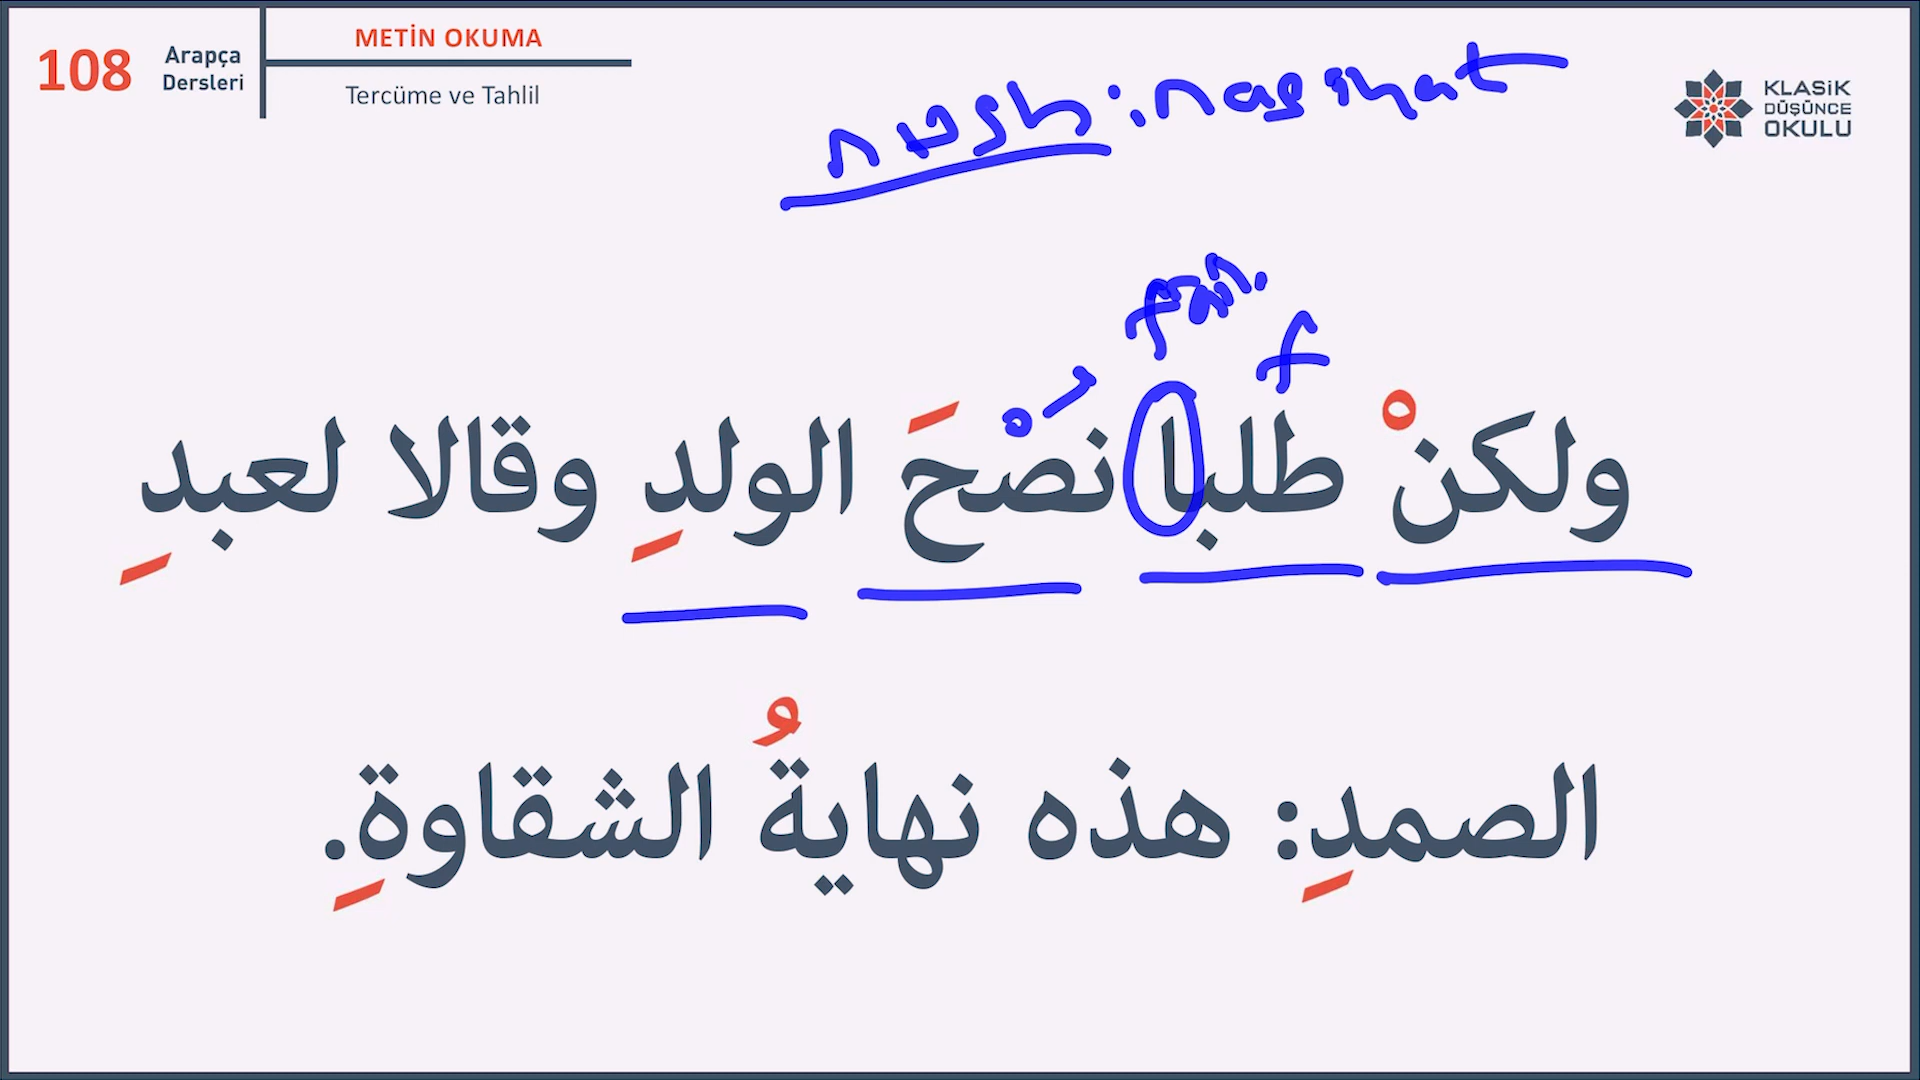 108
Arapça
Dersleri
METİN OKUMA
Tercüme ve Tahlil
nush : nasihat
KLASİK
DÜŞÜNCE
OKULU
fail.
f
ولكنْ طلبا نُصْحَ الولدِ وقالا لعبدِ
الصمدِ: هذه نهايةُ الشقاوةِ.